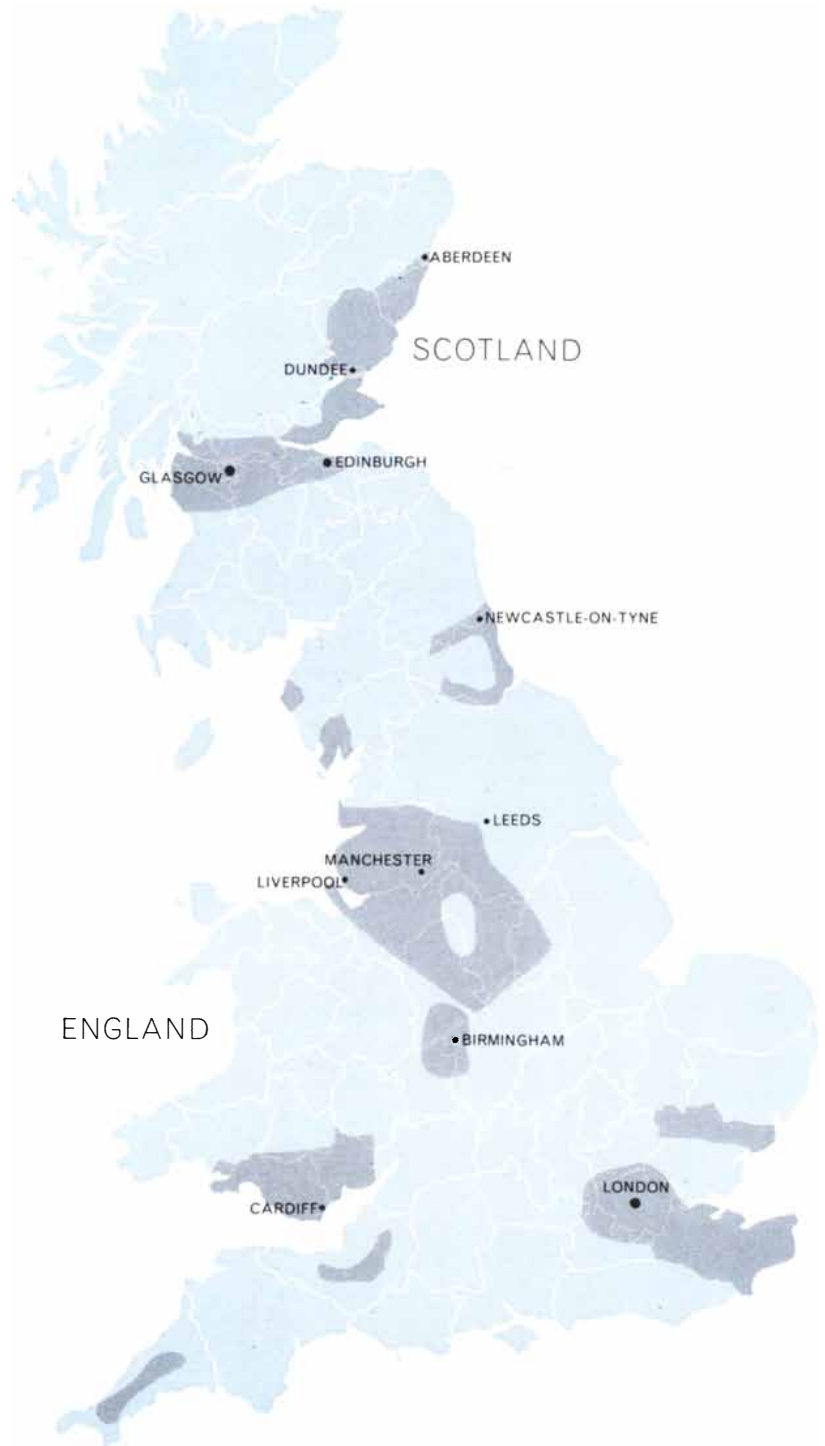 ABERDEEN
SCOTLAND
DUNDEE
EDINBURGH
GLASGOW
NEWCASTLE-ON-TYNE
LEEDS
MANCHESTER
LIVERPOOL
ENGLAND
BIRMINGHAM
LONDON
CARDIFF